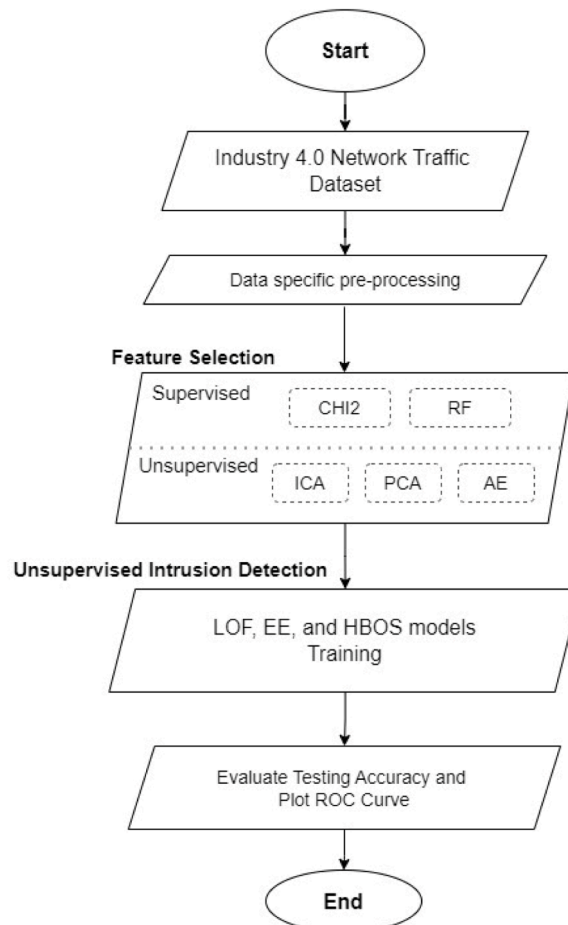 Start
Industry 4.0 Network Traffic
Dataset
Data specific pre-processing
Feature Selection
Supervised
CHI2
RF
Unsupervised
ICA
PCA
AE
Unsupervised Intrusion Detection
LOF, EE, and HBOS models
Training
Evaluate Testing Accuracy and
Plot ROC Curve
End